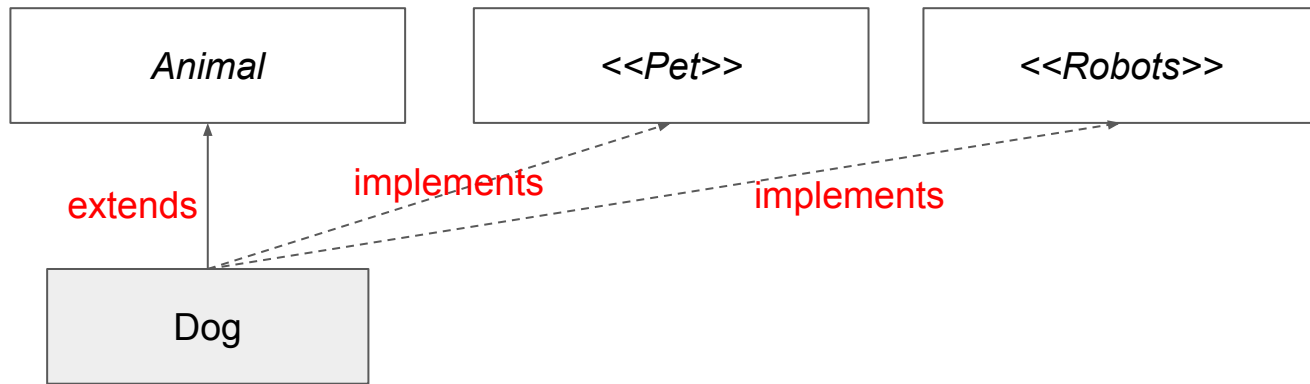 Animal
<<Pet>>
<<Robots>>
extends
implements
implements
Dog